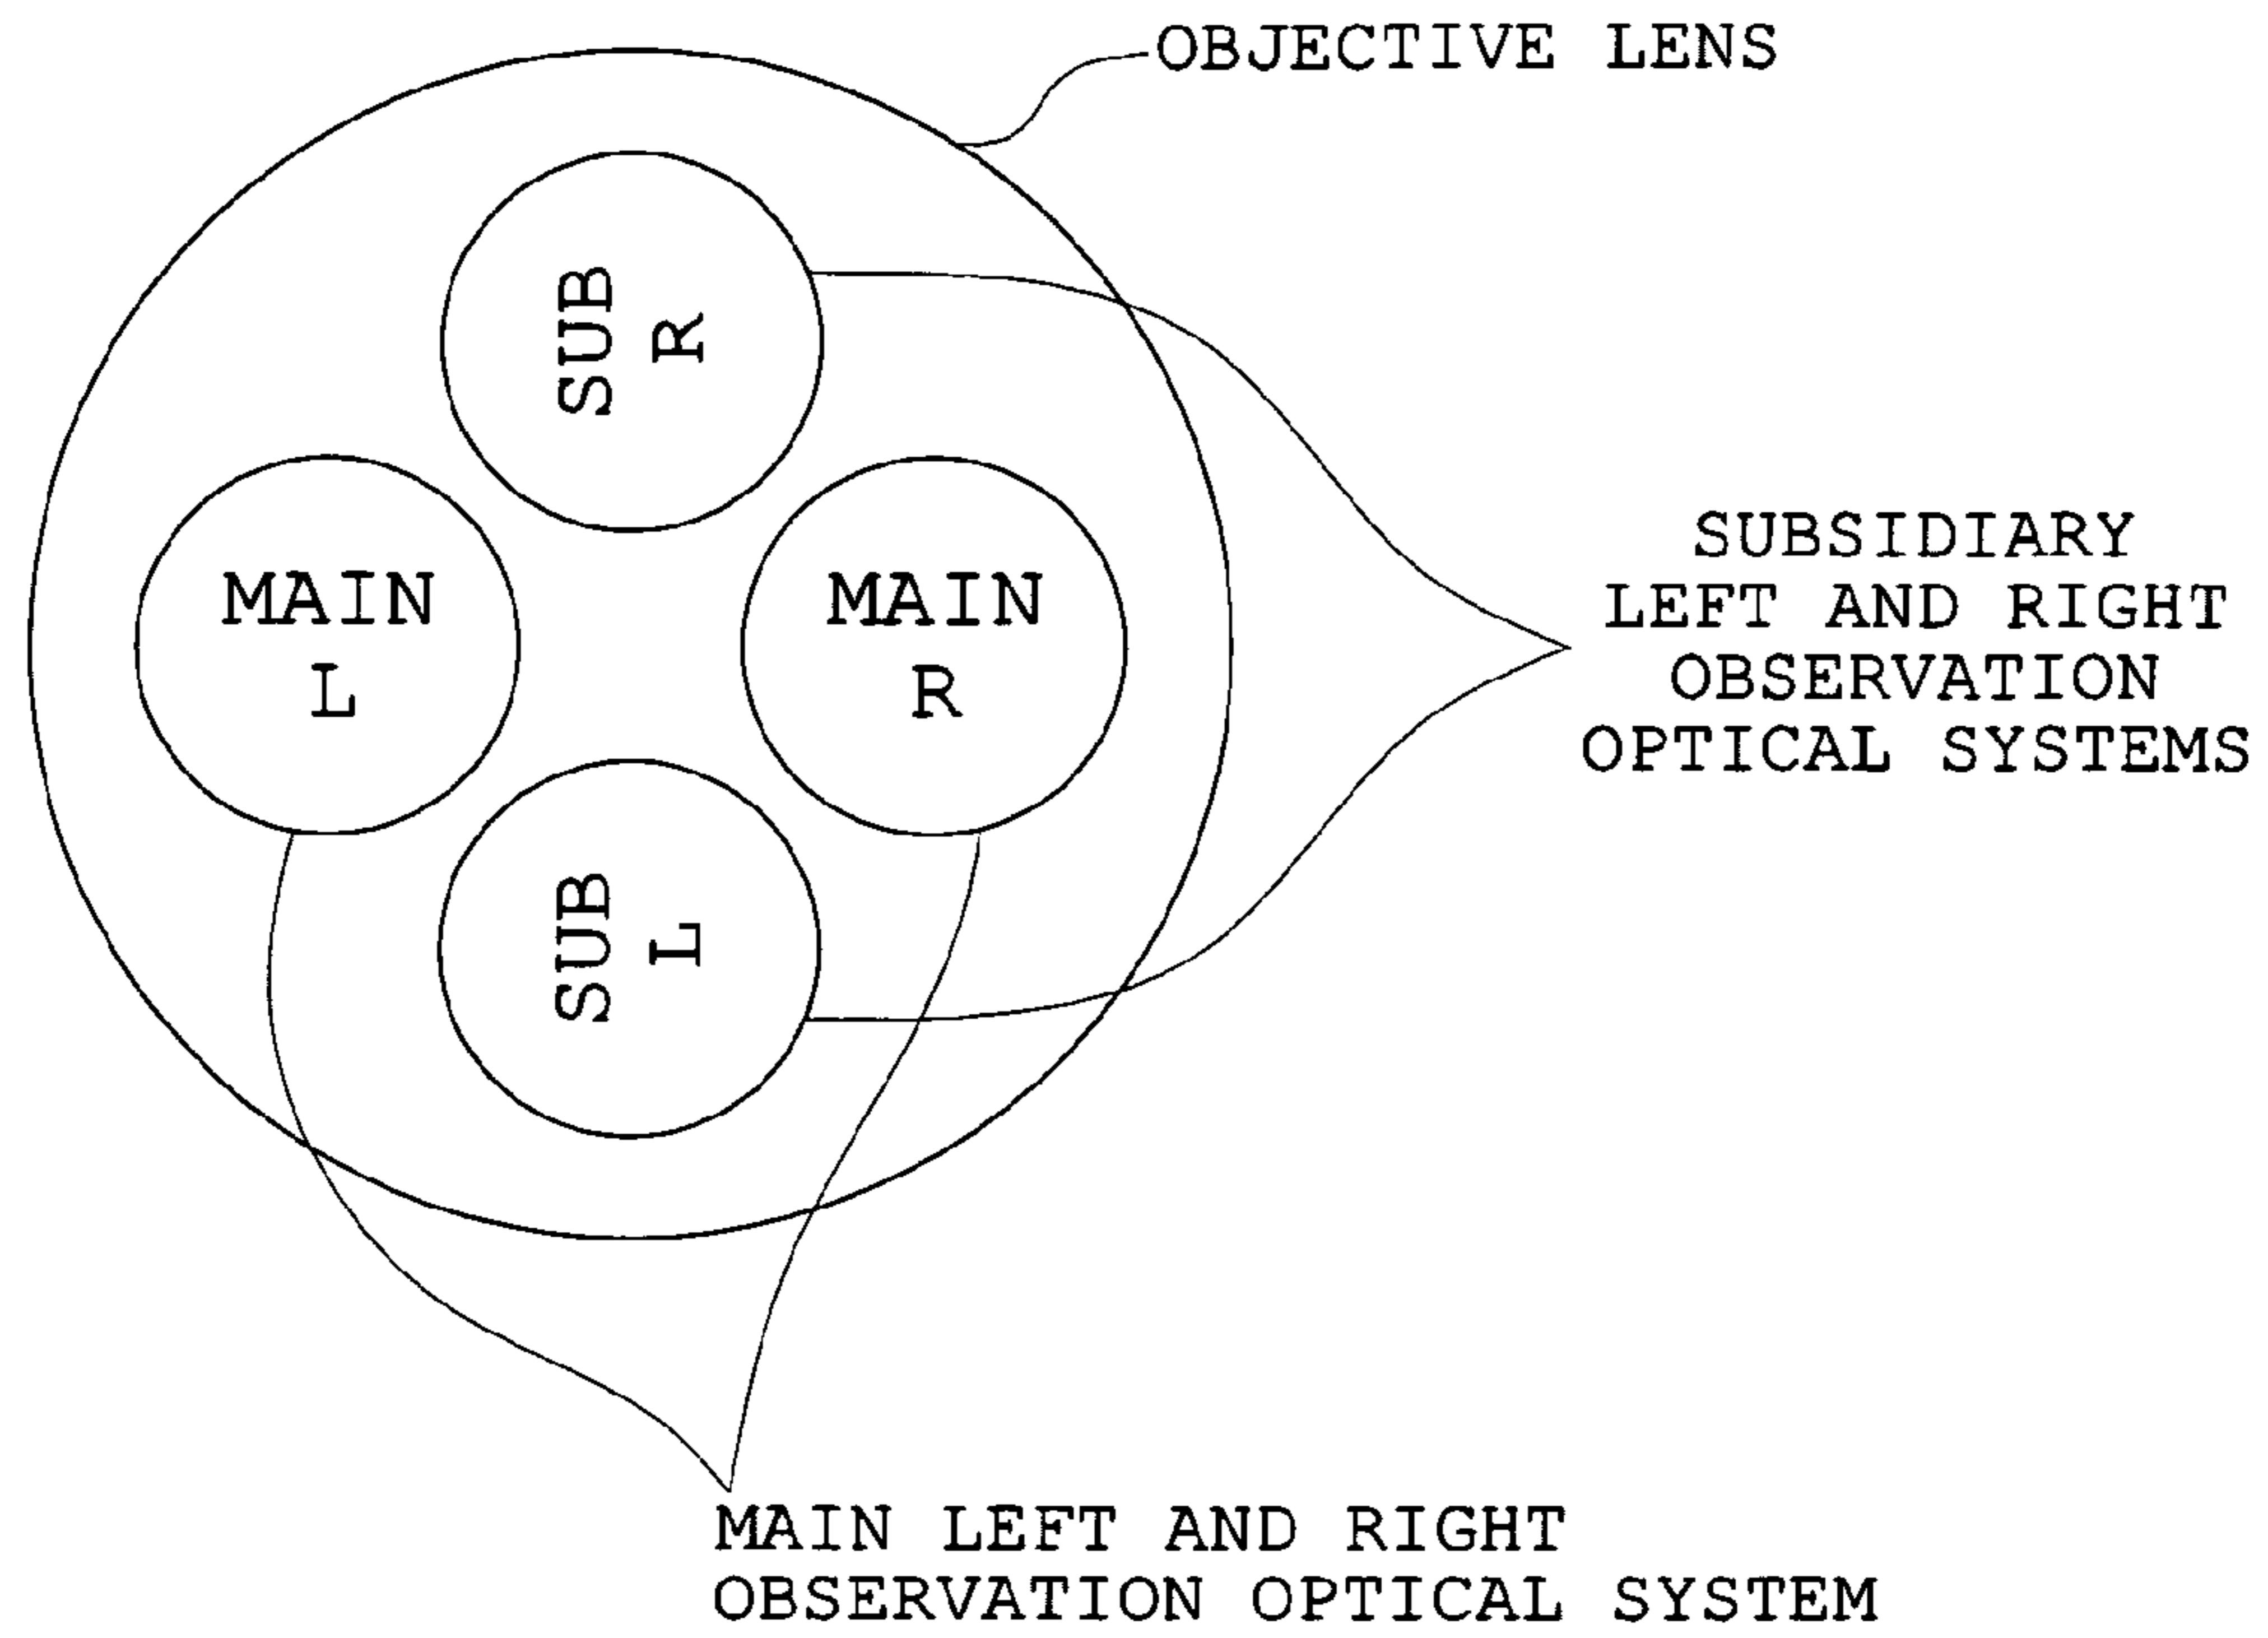 OBJECTIVE LENS
SUB
R
MAIN
L
MAIN
R
SUB
L
SUBSIDIARY
LEFT AND RIGHT
OBSERVATION
OPTICAL SYSTEMS
MAIN LEFT AND RIGHT
OBSERVATION OPTICAL SYSTEM